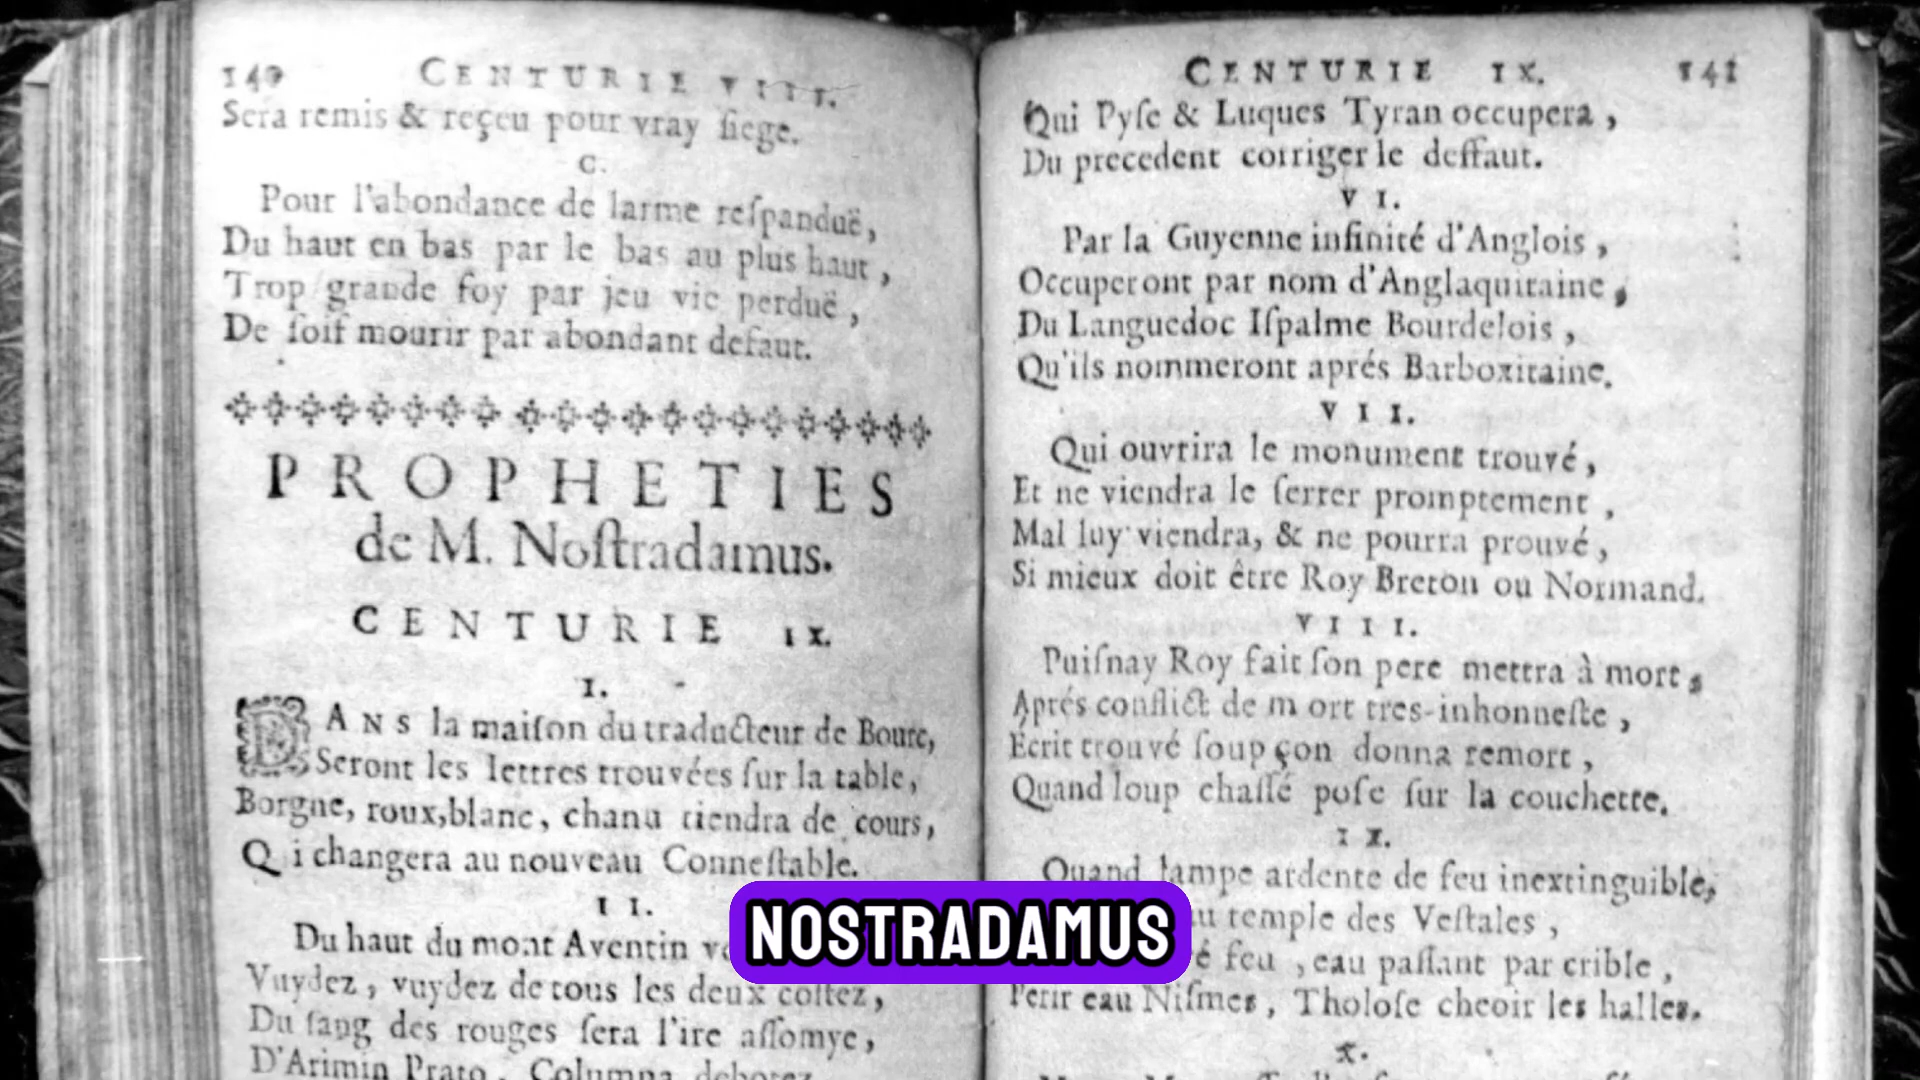 140 CENTURIE VIII.
Sera remis & reçeu pour vray ſiege.
C.
Pour l'abondance de larme reſpanduë,
Du haut en bas par le bas au plus haut,
Trop grande foy par jeu vie perduë,
De ſoif mourir par abondant defaut.
PROPHETIES
de M. Noſtradamus.
CENTURIE IX.
I.
DANS la maiſon du traducteur de Bourc,
Seront les lettres trouvées ſur la table,
Borgne, roux, blanc, chanu tiendra de cours,
Q i changera au nouveau Conneſtable.
II.
Du haut du mont Aventin
Vuydez, vuydez de tous les deux coſtez,
Du ſang des rouges ſera l'ire aſſomye,
D'Arimin Prato, Columna debotez
CENTURIE IX. 141
Qui Pyſe & Luques Tyran occupera,
Du precedent corriger le deffaut.
VI.
Par la Guyenne infinité d'Anglois,
Occuperont par nom d'Anglaquitaine,
Du Languedoc Iſpalme Bourdelois,
Qu'ils nommeront aprés Barboxitaine.
VII.
Qui ouvrira le monument trouvé,
Et ne viendra le ſerrer promptement,
Mal luy viendra, & ne pourra prouvé,
Si mieux doit être Roy Breton ou Normand.
VIII.
Puiſnay Roy fait ſon pere mettra à mort,
Aprés conflict de m ort tres-inhonneſte,
Ecrit trouvé ſoupçon donna remort,
Quand loup chaſſé poſe ſur la couchette.
IX.
Quand lampe ardente de feu inextinguible,
temple des Veſtales,
feu, eau paſſant par crible,
Perir eau Niſmes, Tholoſe cheoir les halles.
X.
NOSTRADAMUS